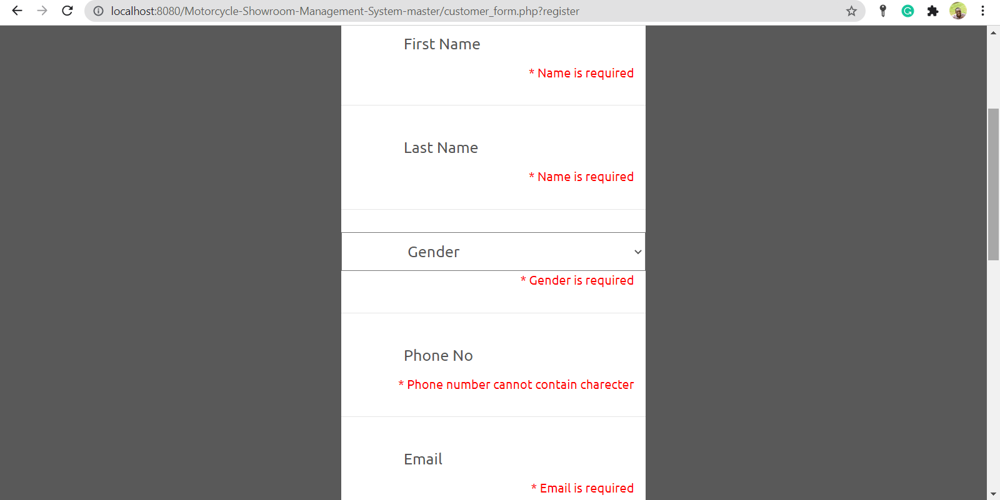 localhost:8080/Motorcycle-Showroom-Management-System-master/customer_form.php?register
First Name
* Name is required
Last Name
* Name is required
Gender
* Gender is required
Phone No
* Phone number cannot contain charecter
Email
* Email is required